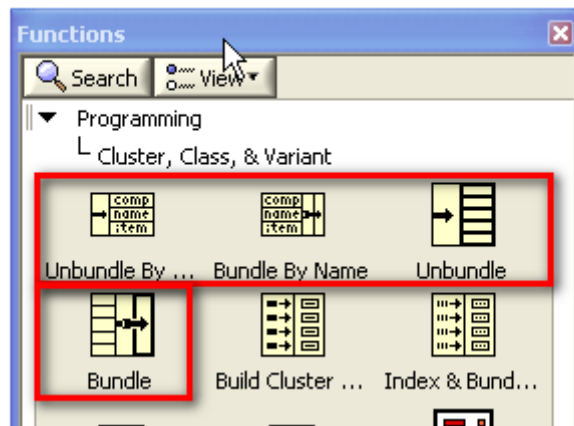 Functions
Search View
Programming
Cluster, Class, & Variant
comp name item
comp name item
Unbundle By ... Bundle By Name Unbundle
Bundle Build Cluster ... Index & Bund...